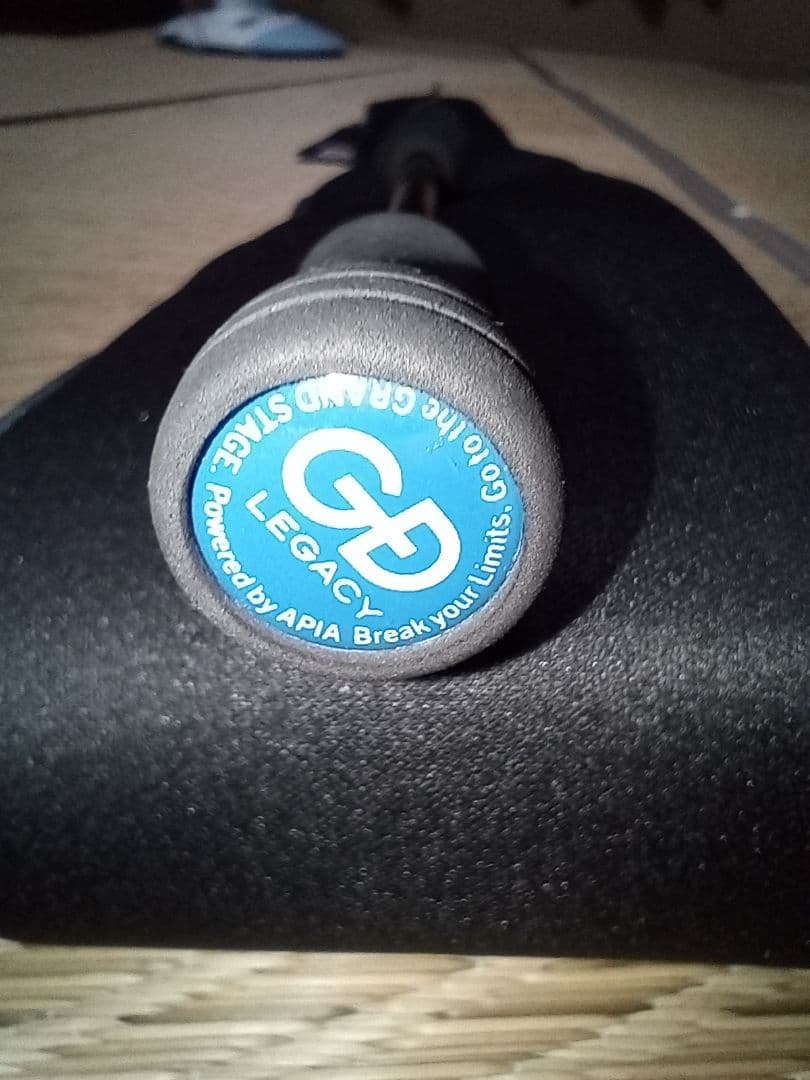 GD
LEGACY
Powered by APIA Break your Limits. Go to the GRAND STAGE.